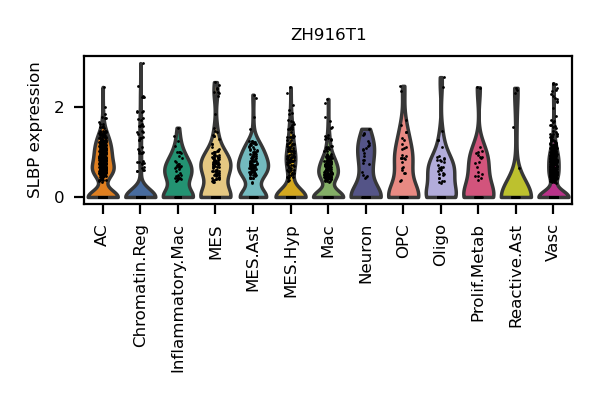 ZH916T1
SLBP expression
2
0
AC
Chromatin.Reg
Inflammatory.Mac
MES
MES.Ast
MES.Hyp
Mac
Neuron
OPC
Oligo
Prolif.Metab
Reactive.Ast
Vasc